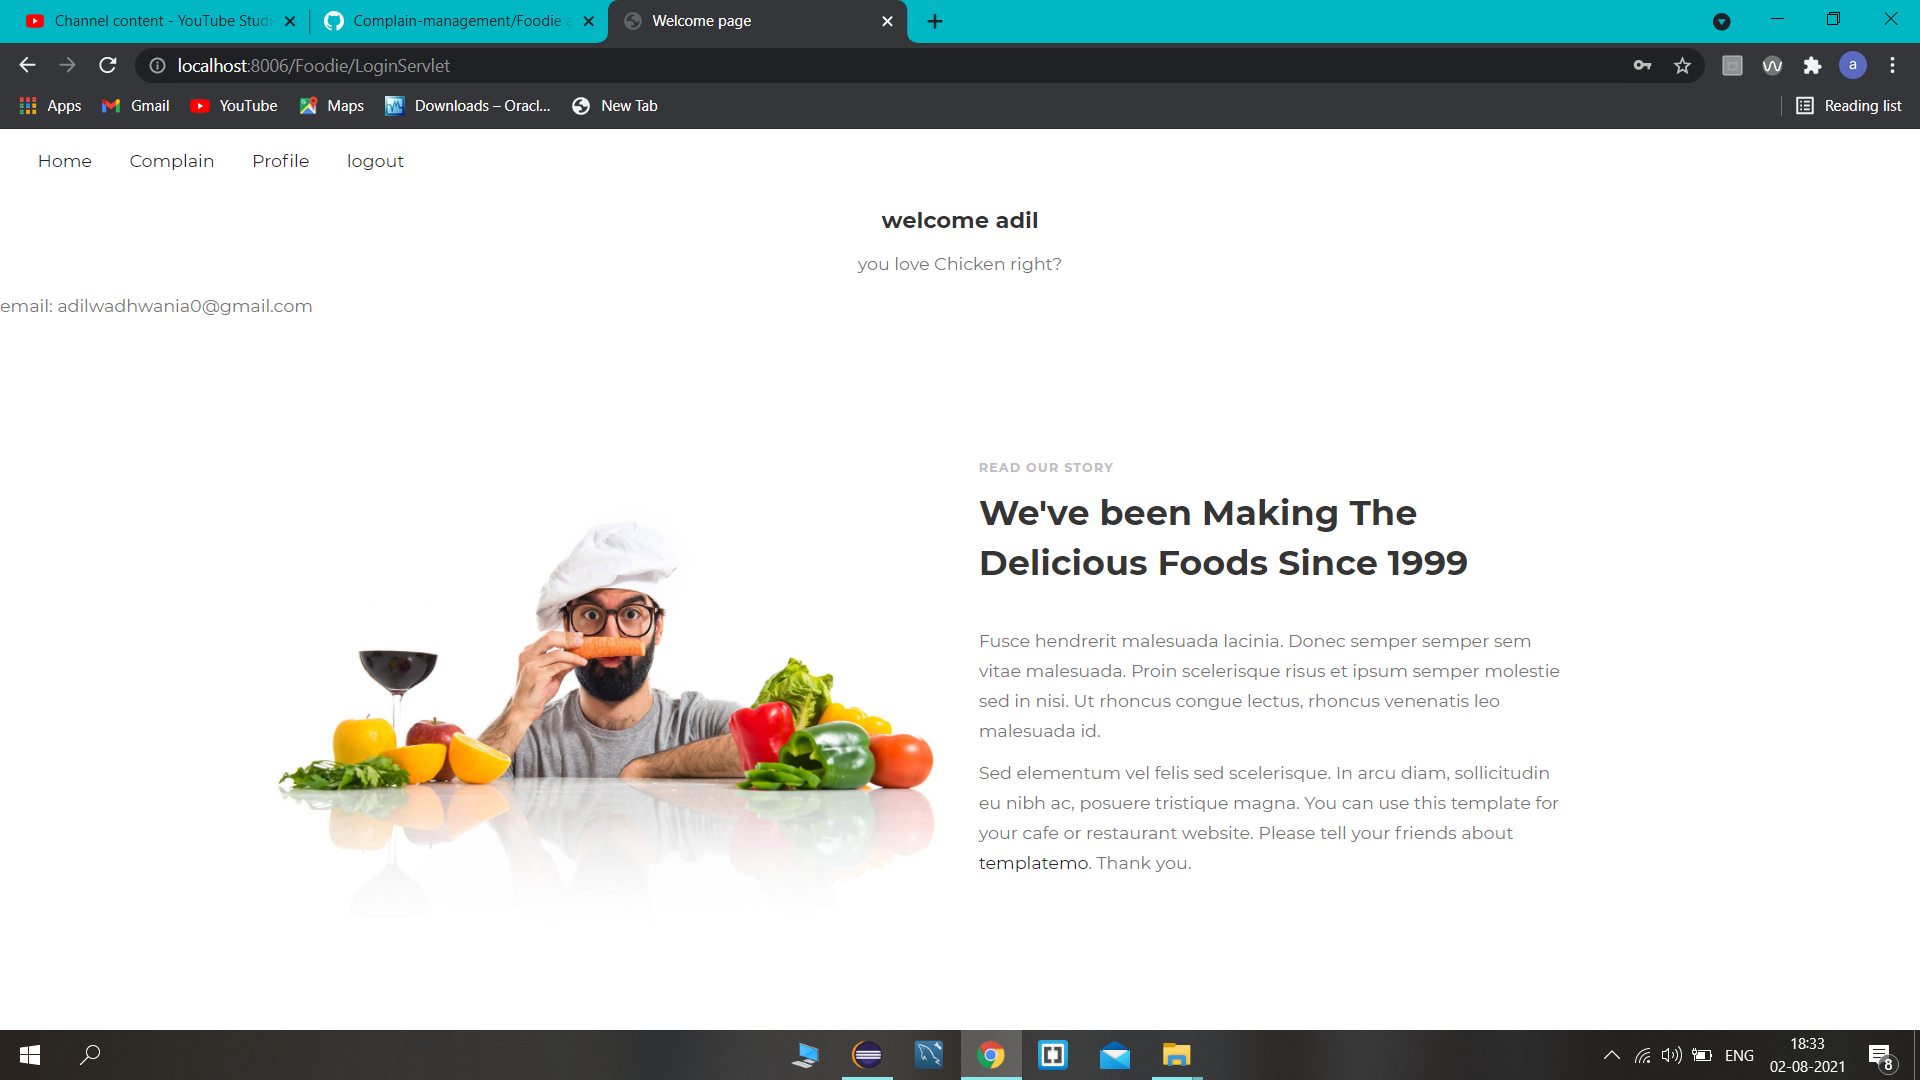 Channel content - YouTube Studi
Complain-management/Foodie a
Welcome page
localhost:8006/Foodie/LoginServlet
a
Apps
Gmail
YouTube
Maps
Downloads – Oracl...
New Tab
Reading list
Home
Complain
Profile
logout
welcome adil
you love Chicken right?
email: adilwadhwania0@gmail.com
READ OUR STORY
We've been Making The
Delicious Foods Since 1999
Fusce hendrerit malesuada lacinia. Donec semper semper sem
vitae malesuada. Proin scelerisque risus et ipsum semper molestie
sed in nisi. Ut rhoncus congue lectus, rhoncus venenatis leo
malesuada id.
Sed elementum vel felis sed scelerisque. In arcu diam, sollicitudin
eu nibh ac, posuere tristique magna. You can use this template for
your cafe or restaurant website. Please tell your friends about
templatemo. Thank you.
ENG
18:33
02-08-2021
8